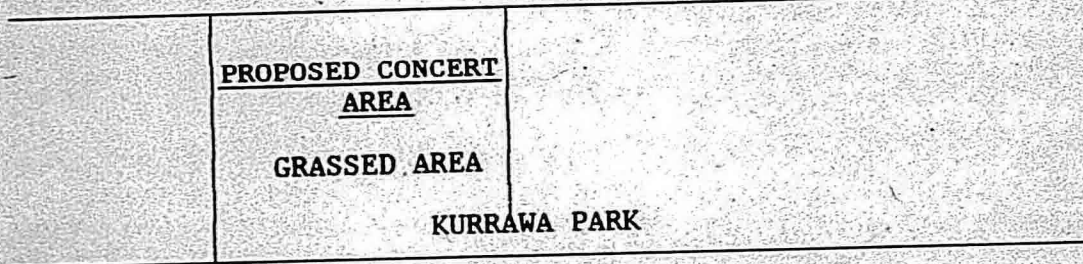 PROPOSED CONCERT
AREA
GRASSED AREA
KURRAWA PARK